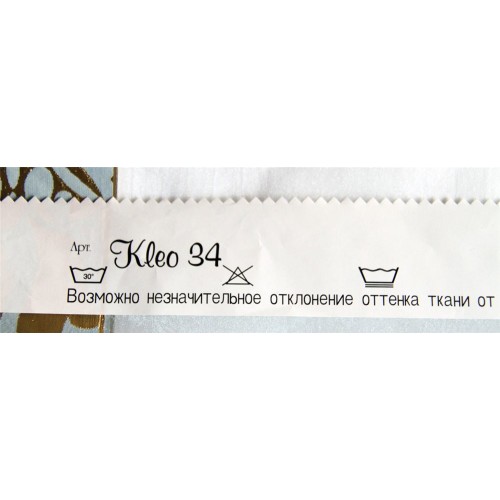 Арт. Kleo 34
30°
Возможно незначительное отклонение оттенка ткани от